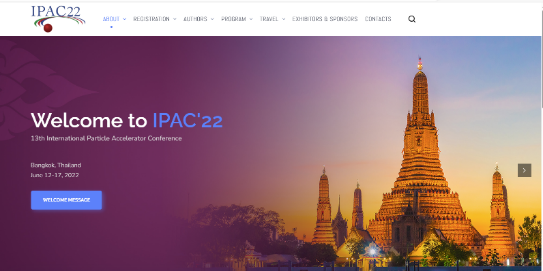 IPAC22
ABOUT REGISTRATION AUTHORS PROGRAM TRAVEL EXHIBITORS & SPONSORS CONTACTS
Welcome to IPAC'22
13th International Particle Accelerator Conference
Bangkok, Thailand
June 12-17, 2022
WELCOME MESSAGE